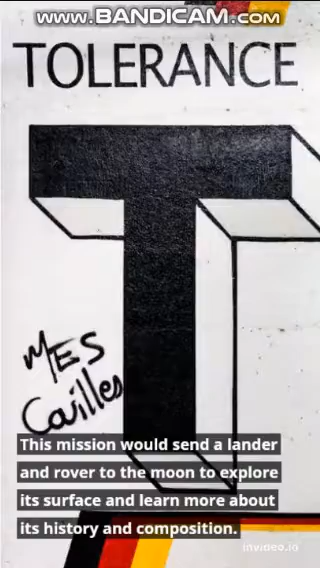 WWW.BANDICAM.COM
TOLERANCE
T
MES
Cailles
This mission would send a lander
and rover to the moon to explore
its surface and learn more about
its history and composition.
invideo.io